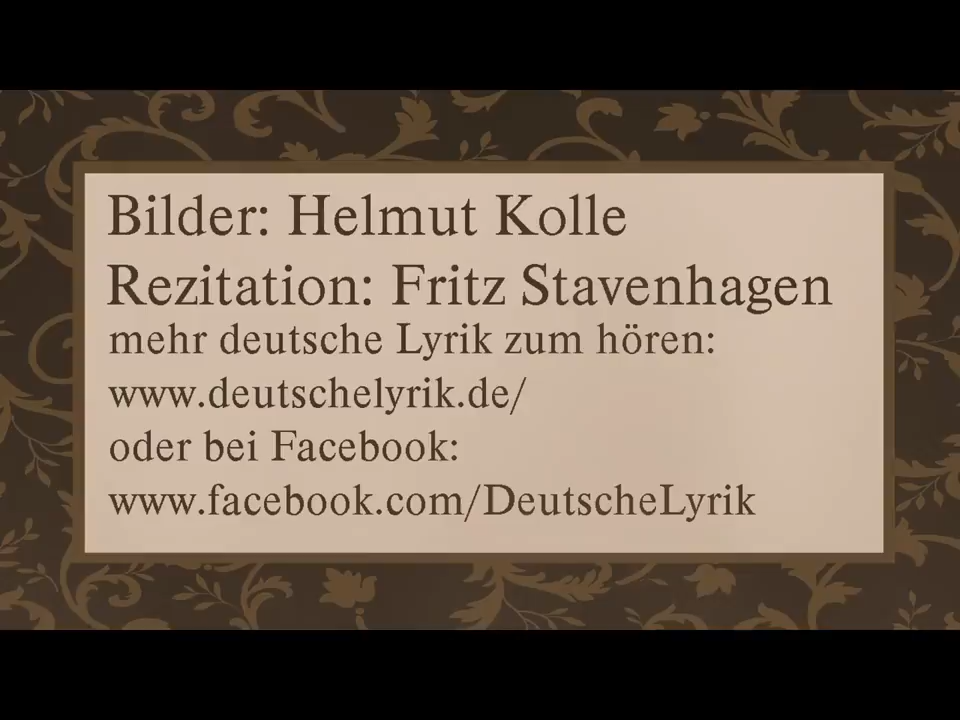 Bilder: Helmut Kolle
Rezitation: Fritz Stavenhagen
mehr deutsche Lyrik zum hören:
www.deutschelyrik.de/
oder bei Facebook:
www.facebook.com/DeutscheLyrik